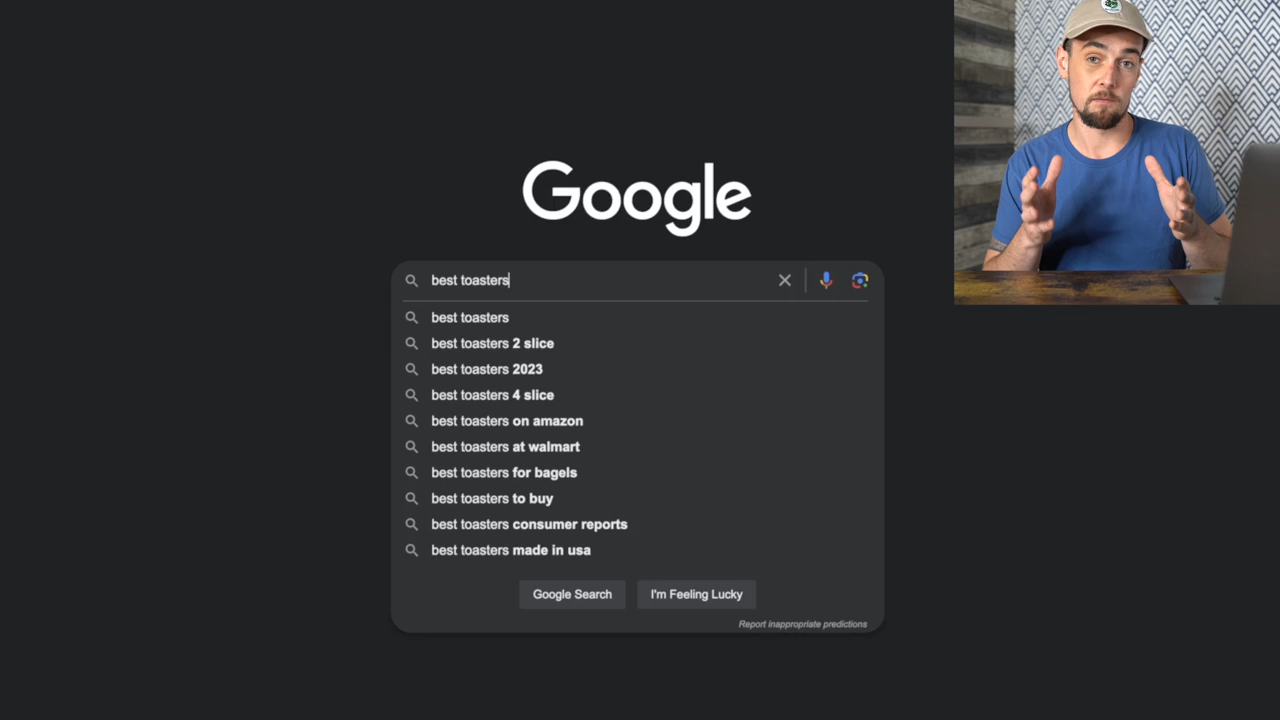 Google
best toasters
best toasters
best toasters 2 slice
best toasters 2023
best toasters 4 slice
best toasters on amazon
best toasters at walmart
best toasters for bagels
best toasters to buy
best toasters consumer reports
best toasters made in usa
Google Search
I'm Feeling Lucky
Report inappropriate predictions